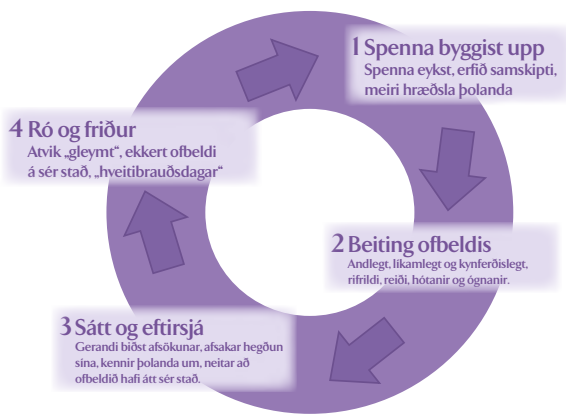 1 Spenna byggist upp
Spenna eykst, erfið samskipti,
meiri hræðsla þolanda
2 Beiting ofbeldis
Andlegt, líkamlegt og kynferðislegt,
rifrildi, reiði, hótanir og ógnanir.
3 Sátt og eftirsjá
Gerandi biðst afsökunar, afsakar hegðun
sína, kennir þolanda um, neitar að
ofbeldið hafi átt sér stað.
4 Ró og friður
Atvik „gleymt“, ekkert ofbeldi
á sér stað, „hveitibrauðsdagar“